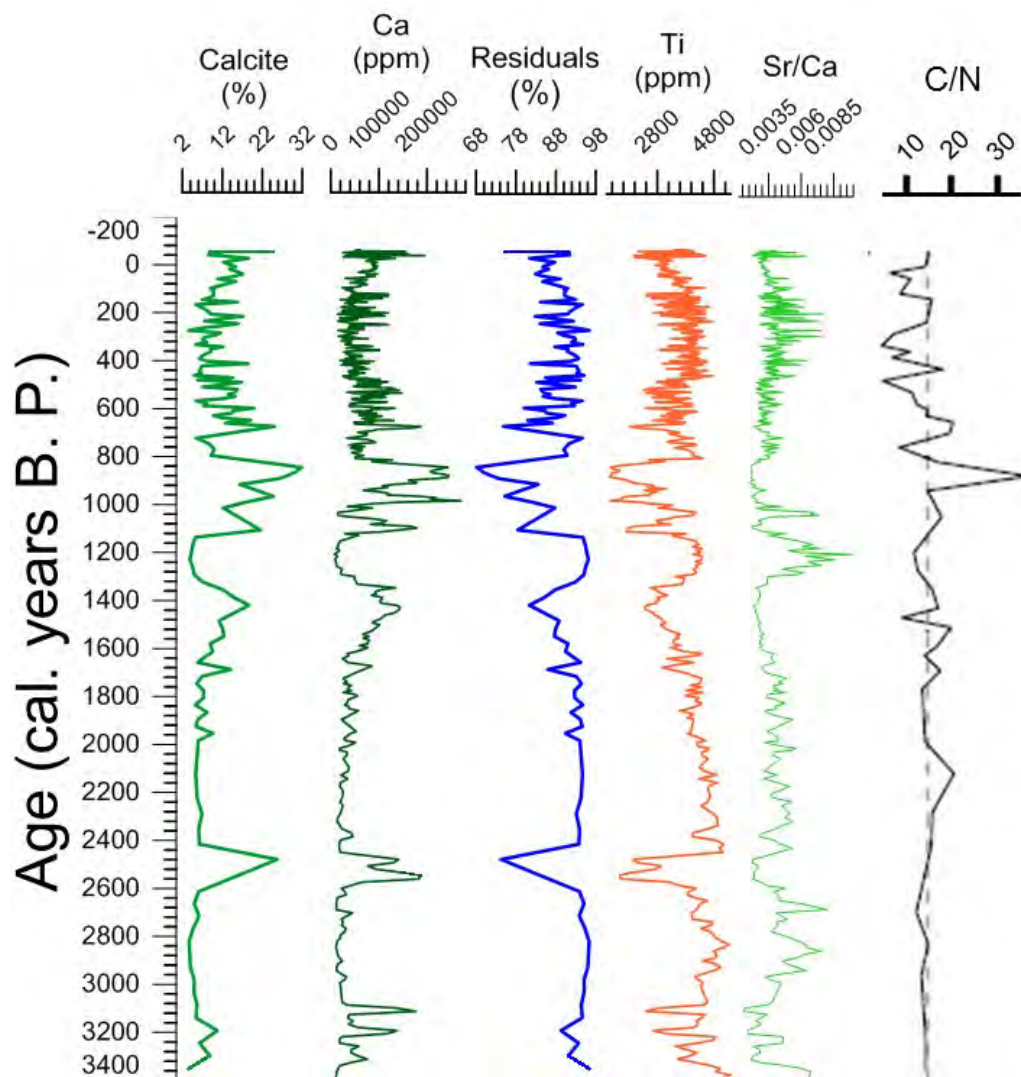 Calcite
(%)
Ca
(ppm)
Residuals
(%)
Ti
(ppm)
Sr/Ca
C/N
2 12 22 32
0 100000 200000
68 78 88 98
2800 4800
0.0035 0.006 0.0085
10 20 30
Age (cal. years B. P.)
-200
0
200
400
600
800
1000
1200
1400
1600
1800
2000
2200
2400
2600
2800
3000
3200
3400